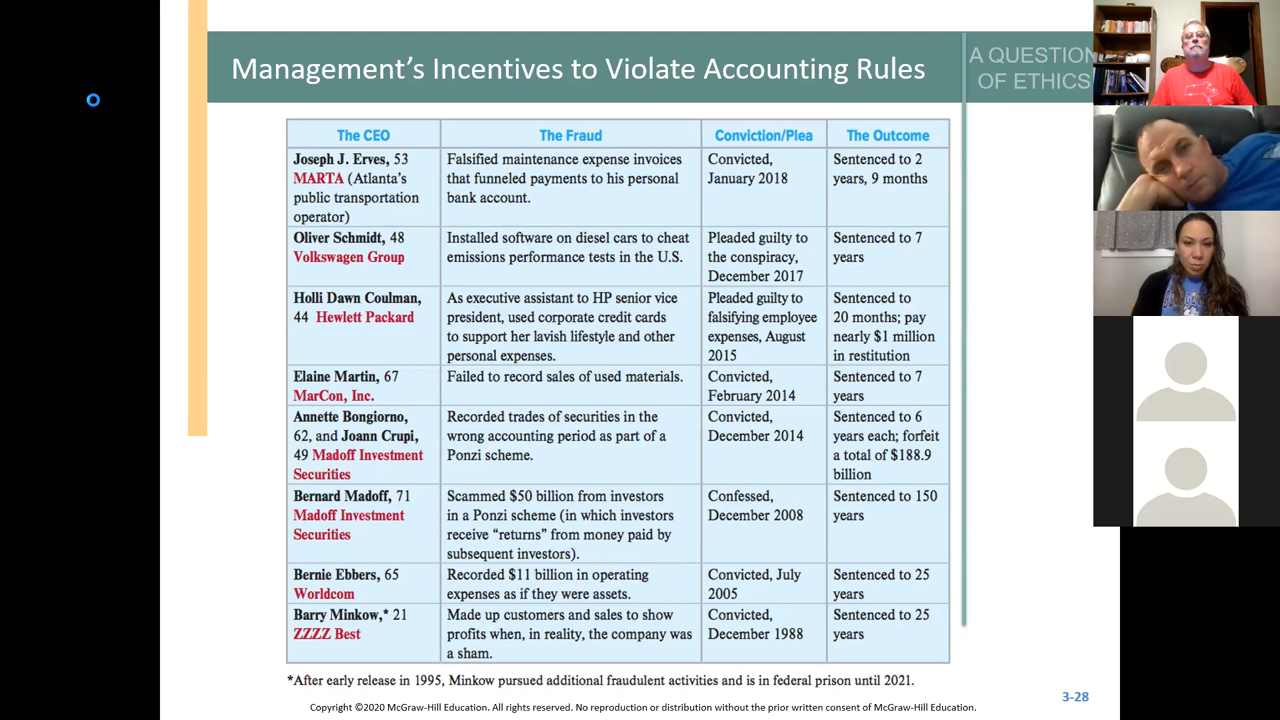 Management's Incentives to Violate Accounting Rules
A QUESTION
OF ETHICS
The CEO
The Fraud
Conviction/Plea
The Outcome
Joseph J. Erves, 53
MARTA (Atlanta's
public transportation
operator)
Falsified maintenance expense invoices
that funneled payments to his personal
bank account.
Convicted,
January 2018
Sentenced to 2
years, 9 months
Oliver Schmidt, 48
Volkswagen Group
Installed software on diesel cars to cheat
emissions performance tests in the U.S.
Pleaded guilty to
the conspiracy,
December 2017
Sentenced to 7
years
Holli Dawn Coulman,
44 Hewlett Packard
As executive assistant to HP senior vice
president, used corporate credit cards
to support her lavish lifestyle and other
personal expenses.
Pleaded guilty to
falsifying employee
expenses, August
2015
Sentenced to
20 months; pay
nearly $1 million
in restitution
Elaine Martin, 67
MarCon, Inc.
Failed to record sales of used materials.
Convicted,
February 2014
Sentenced to 7
years
Annette Bongiorno,
62, and Joann Crupi,
49 Madoff Investment
Securities
Recorded trades of securities in the
wrong accounting period as part of a
Ponzi scheme.
Convicted,
December 2014
Sentenced to 6
years each; forfeit
a total of $188.9
billion
Bernard Madoff, 71
Madoff Investment
Securities
Scammed $50 billion from investors
in a Ponzi scheme (in which investors
receive "returns" from money paid by
subsequent investors).
Confessed,
December 2008
Sentenced to 150
years
Bernie Ebbers, 65
Worldcom
Recorded $11 billion in operating
expenses as if they were assets.
Convicted, July
2005
Sentenced to 25
years
Barry Minkow,* 21
ZZZZ Best
Made up customers and sales to show
profits when, in reality, the company was
a sham.
Convicted,
December 1988
Sentenced to 25
years
*After early release in 1995, Minkow pursued additional fraudulent activities and is in federal prison until 2021.
3-28
Copyright ©2020 McGraw-Hill Education. All rights reserved. No reproduction or distribution without the prior written consent of McGraw-Hill Education.